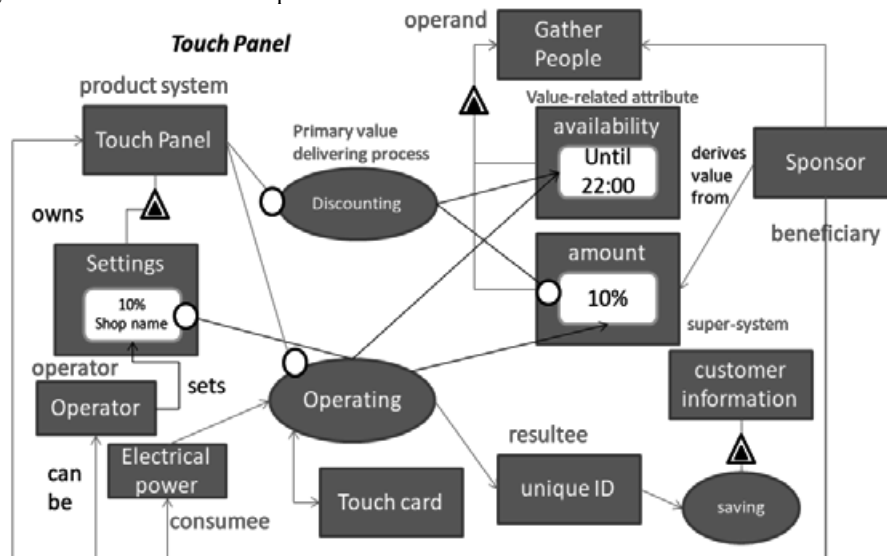 operand
Gather
People
Touch Panel
product system
Touch Panel
Primary value
delivering process
Value-related attribute
availability
Until
22:00
derives
value
from
Sponsor
beneficiary
owns
Discounting
Settings
10%
Shop name
amount
10%
super-system
operator
Operator
sets
Operating
customer
information
can
be
Electrical
power
consumee
Touch card
resultee
unique ID
saving